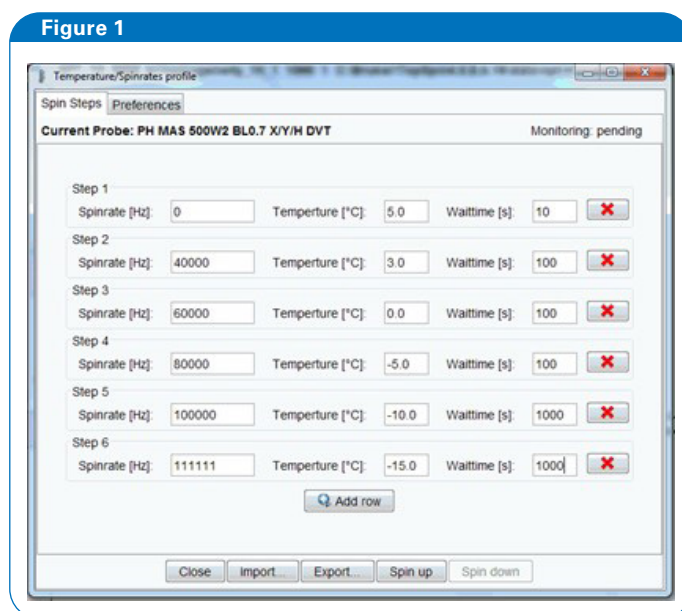 Figure 1
Temperature/Spinrates profile
Spin Steps Preferences
Current Probe: PH MAS 500W2 BL0.7 X/Y/H DVT Monitoring: pending
Step 1
Spinrate [Hz]: 0 Temperture [°C]: 5.0 Waittime [s]: 10
Step 2
Spinrate [Hz]: 40000 Temperture [°C]: 3.0 Waittime [s]: 100
Step 3
Spinrate [Hz]: 60000 Temperture [°C]: 0.0 Waittime [s]: 100
Step 4
Spinrate [Hz]: 80000 Temperture [°C]: -5.0 Waittime [s]: 100
Step 5
Spinrate [Hz]: 100000 Temperture [°C]: -10.0 Waittime [s]: 1000
Step 6
Spinrate [Hz]: 111111 Temperture [°C]: -15.0 Waittime [s]: 1000
Add row
Close Import... Export... Spin up Spin down